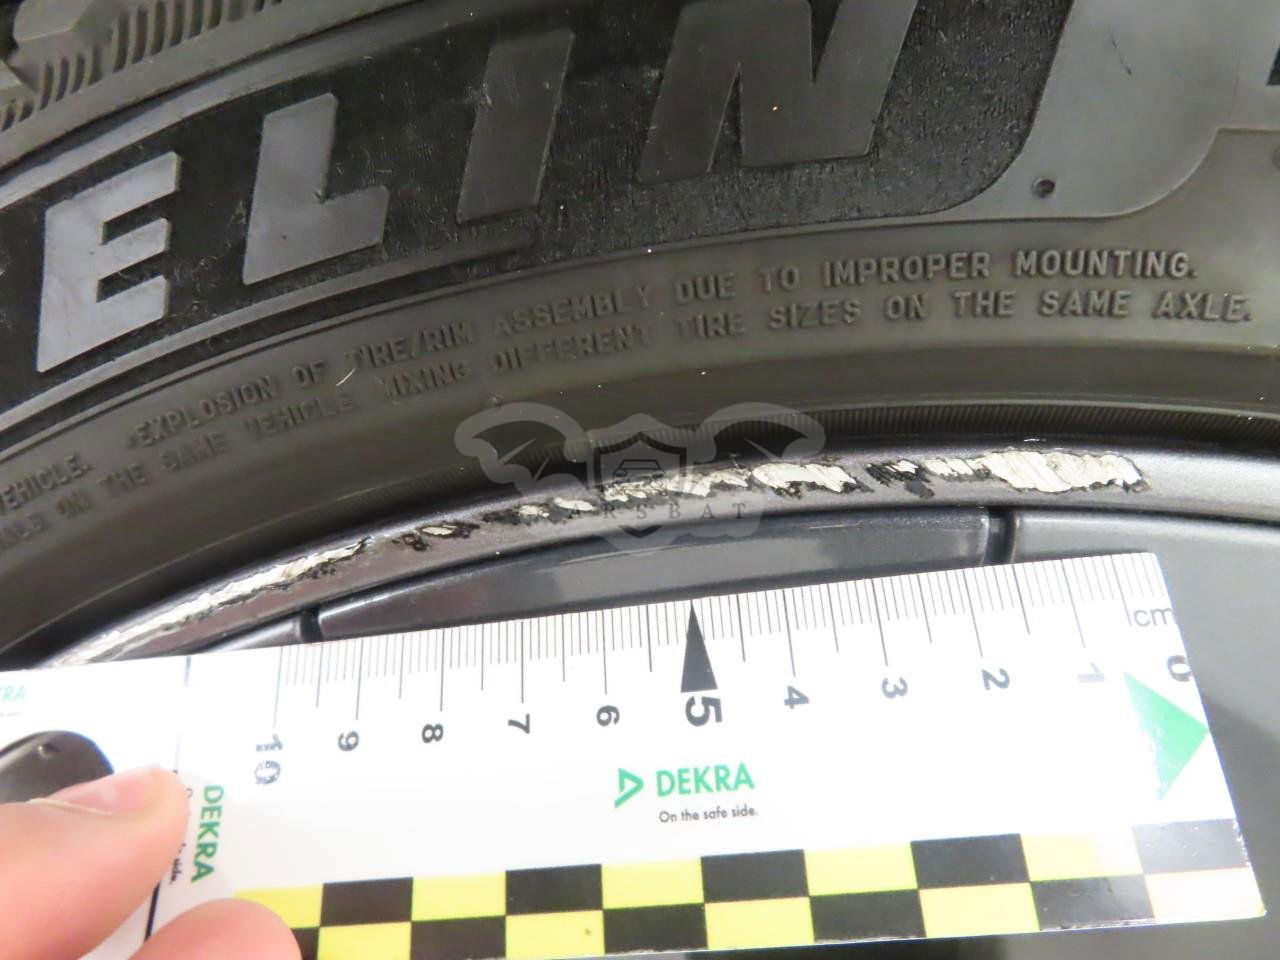 ELIN
-EXPLOSION OF TIRE/RIM ASSEMBLY DUE TO IMPROPER MOUNTING.
VEHICLE.
ON THE SAME VEHICLE MIXING DIFFERENT TIRE SIZES ON THE SAME AXLE.
ARSBAT
cm
10 9 8 7 6 5 4 3 2 1 0
DEKRA
On the safe side.
DEKRA